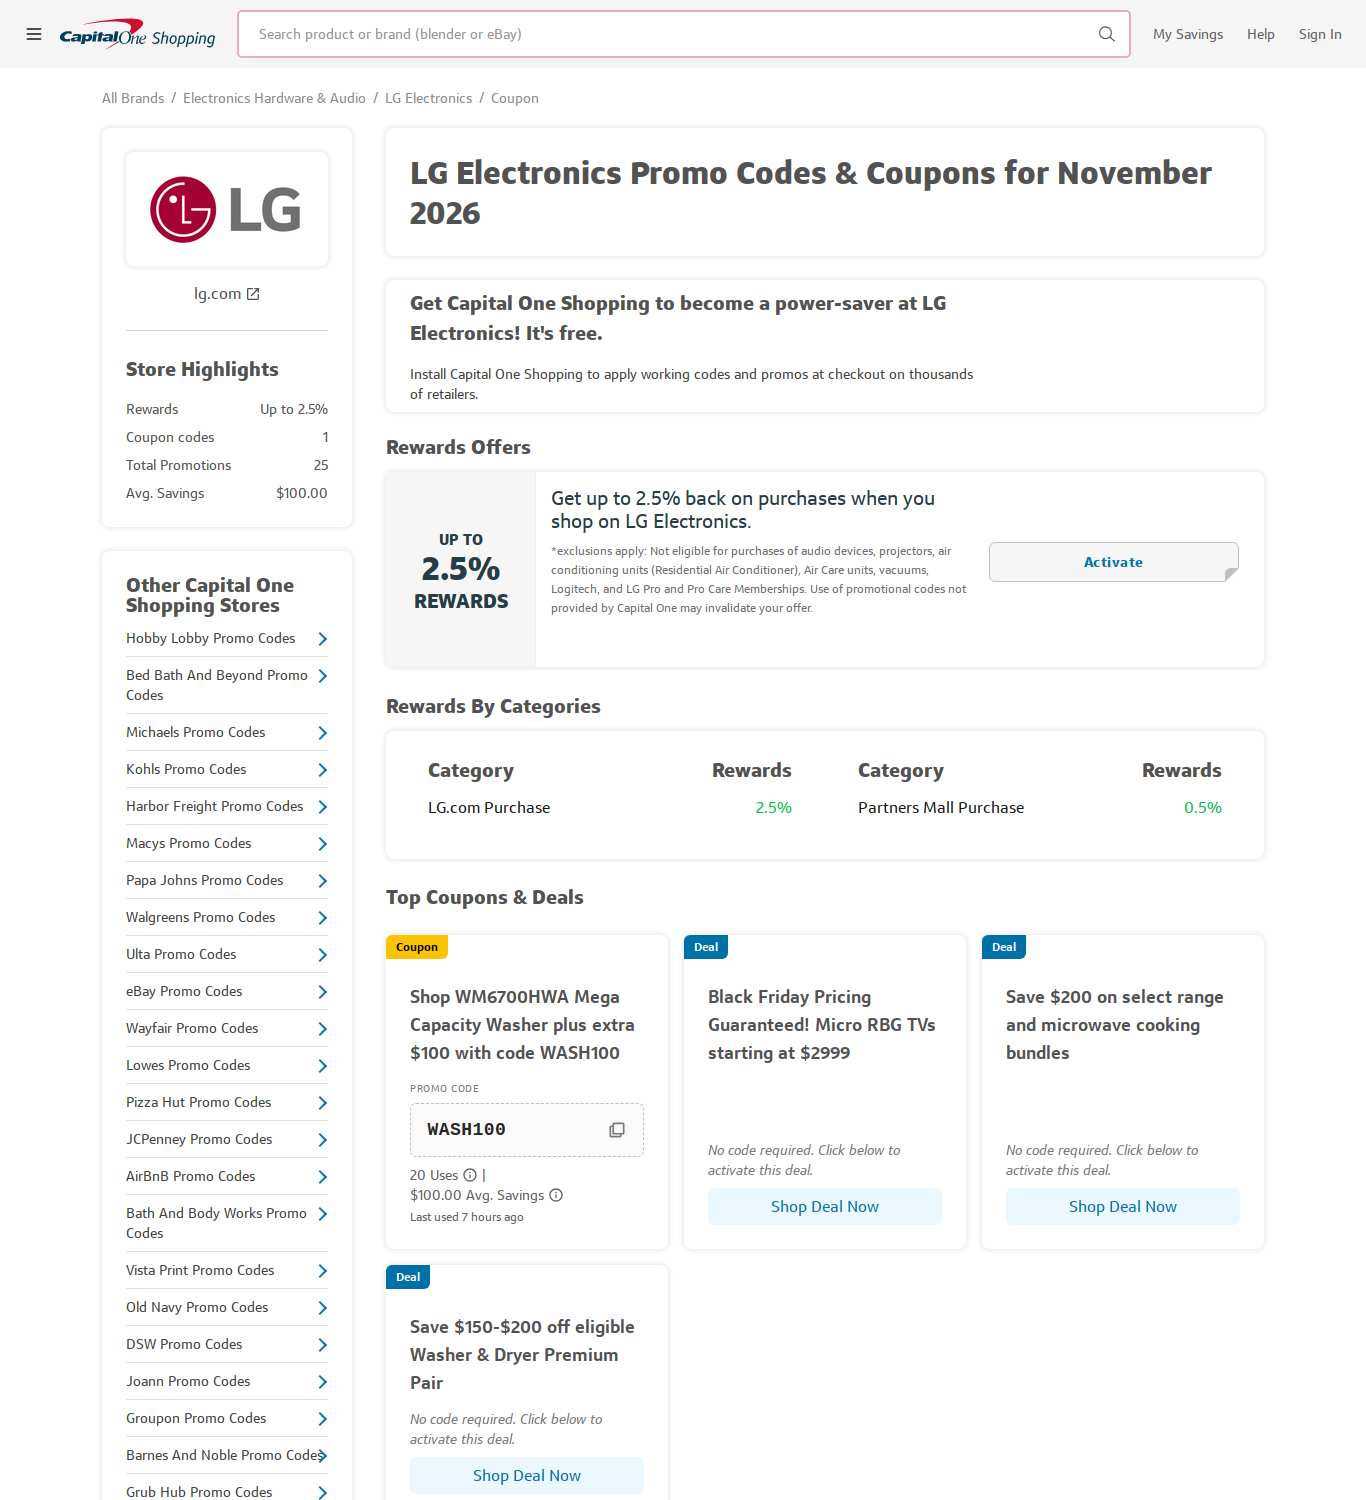 CapitalOne Shopping
Search product or brand (blender or eBay)
My Savings
Help
Sign In
All Brands / Electronics Hardware & Audio / LG Electronics / Coupon
LG
lg.com
Store Highlights
Rewards Up to 2.5%
Coupon codes 1
Total Promotions 25
Avg. Savings $100.00
Other Capital One
Shopping Stores
Hobby Lobby Promo Codes
Bed Bath And Beyond Promo
Codes
Michaels Promo Codes
Kohls Promo Codes
Harbor Freight Promo Codes
Macys Promo Codes
Papa Johns Promo Codes
Walgreens Promo Codes
Ulta Promo Codes
eBay Promo Codes
Wayfair Promo Codes
Lowes Promo Codes
Pizza Hut Promo Codes
JCPenney Promo Codes
AirBnB Promo Codes
Bath And Body Works Promo
Codes
Vista Print Promo Codes
Old Navy Promo Codes
DSW Promo Codes
Joann Promo Codes
Groupon Promo Codes
Barnes And Noble Promo Codes
Grub Hub Promo Codes
LG Electronics Promo Codes & Coupons for November
2026
Get Capital One Shopping to become a power-saver at LG
Electronics! It's free.
Install Capital One Shopping to apply working codes and promos at checkout on thousands
of retailers.
Rewards Offers
UP TO
2.5%
REWARDS
Get up to 2.5% back on purchases when you
shop on LG Electronics.
*exclusions apply: Not eligible for purchases of audio devices, projectors, air
conditioning units (Residential Air Conditioner), Air Care units, vacuums,
Logitech, and LG Pro and Pro Care Memberships. Use of promotional codes not
provided by Capital One may invalidate your offer.
Activate
Rewards By Categories
Category Rewards Category Rewards
LG.com Purchase 2.5% Partners Mall Purchase 0.5%
Top Coupons & Deals
Coupon
Shop WM6700HWA Mega
Capacity Washer plus extra
$100 with code WASH100
PROMO CODE
WASH100
20 Uses |
$100.00 Avg. Savings
Last used 7 hours ago
Deal
Black Friday Pricing
Guaranteed! Micro RBG TVs
starting at $2999
No code required. Click below to
activate this deal.
Shop Deal Now
Deal
Save $200 on select range
and microwave cooking
bundles
No code required. Click below to
activate this deal.
Shop Deal Now
Deal
Save $150-$200 off eligible
Washer & Dryer Premium
Pair
No code required. Click below to
activate this deal.
Shop Deal Now